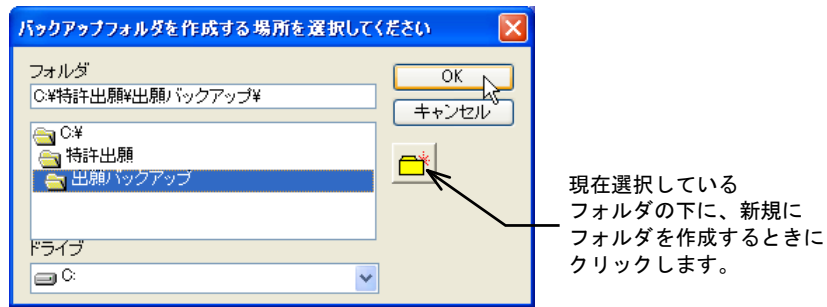 バックアップフォルダを作成する場所を選択してください
フォルダ
C:¥特許出願¥出願バックアップ¥
OK
キャンセル
C:¥
特許出願
出願バックアップ
ドライブ
C:
現在選択している
フォルダの下に、新規に
フォルダを作成するときに
クリックします。